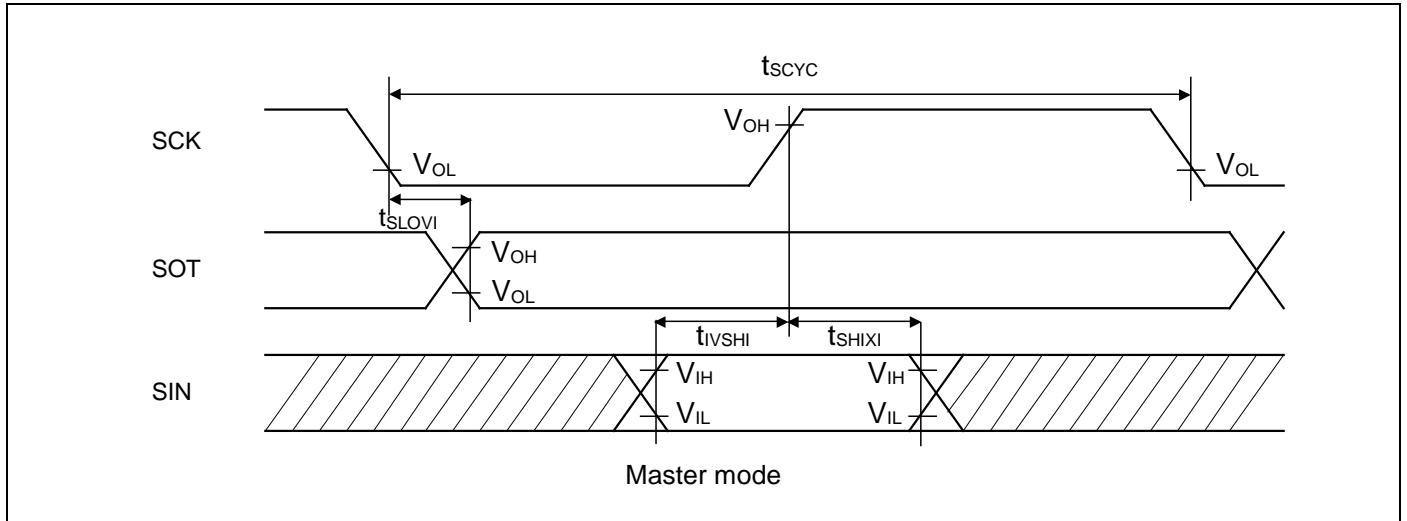 tSCYC
SCK
VOH
VOL
VOL
tSLOVI
SOT
VOH
VOL
tIVSHI
tSHIXI
SIN
VIH
VIH
VIL
VIL
Master mode